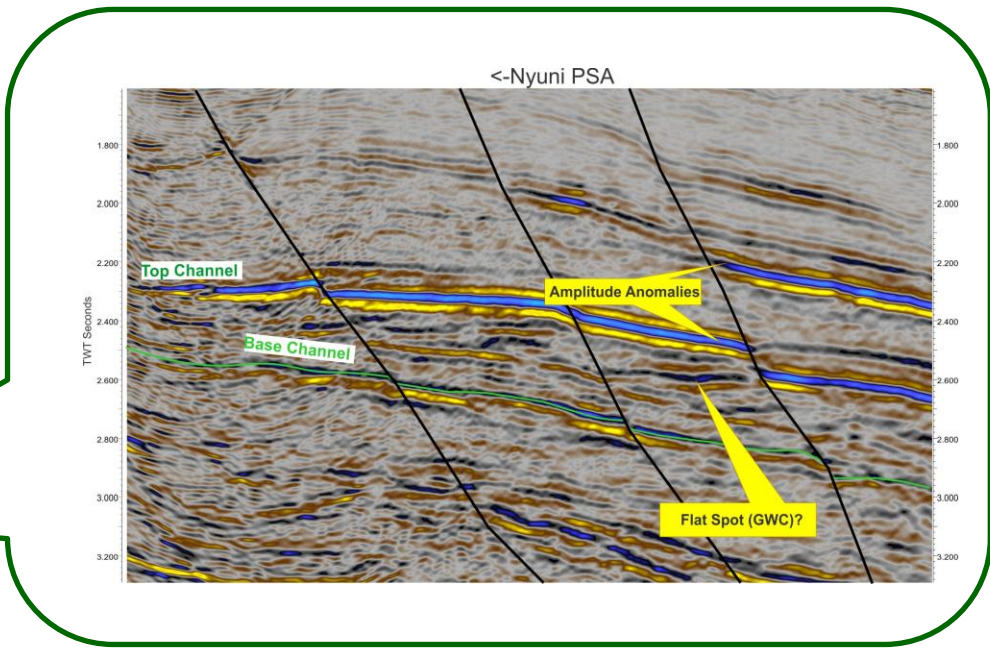 <-Nyuni PSA
1.800
2.000
2.200
2.400
2.600
2.800
3.000
3.200
TWT Seconds
Top Channel
Base Channel
Amplitude Anomalies
Flat Spot (GWC)?
1.800
2.000
2.200
2.400
2.600
2.800
3.000
3.200